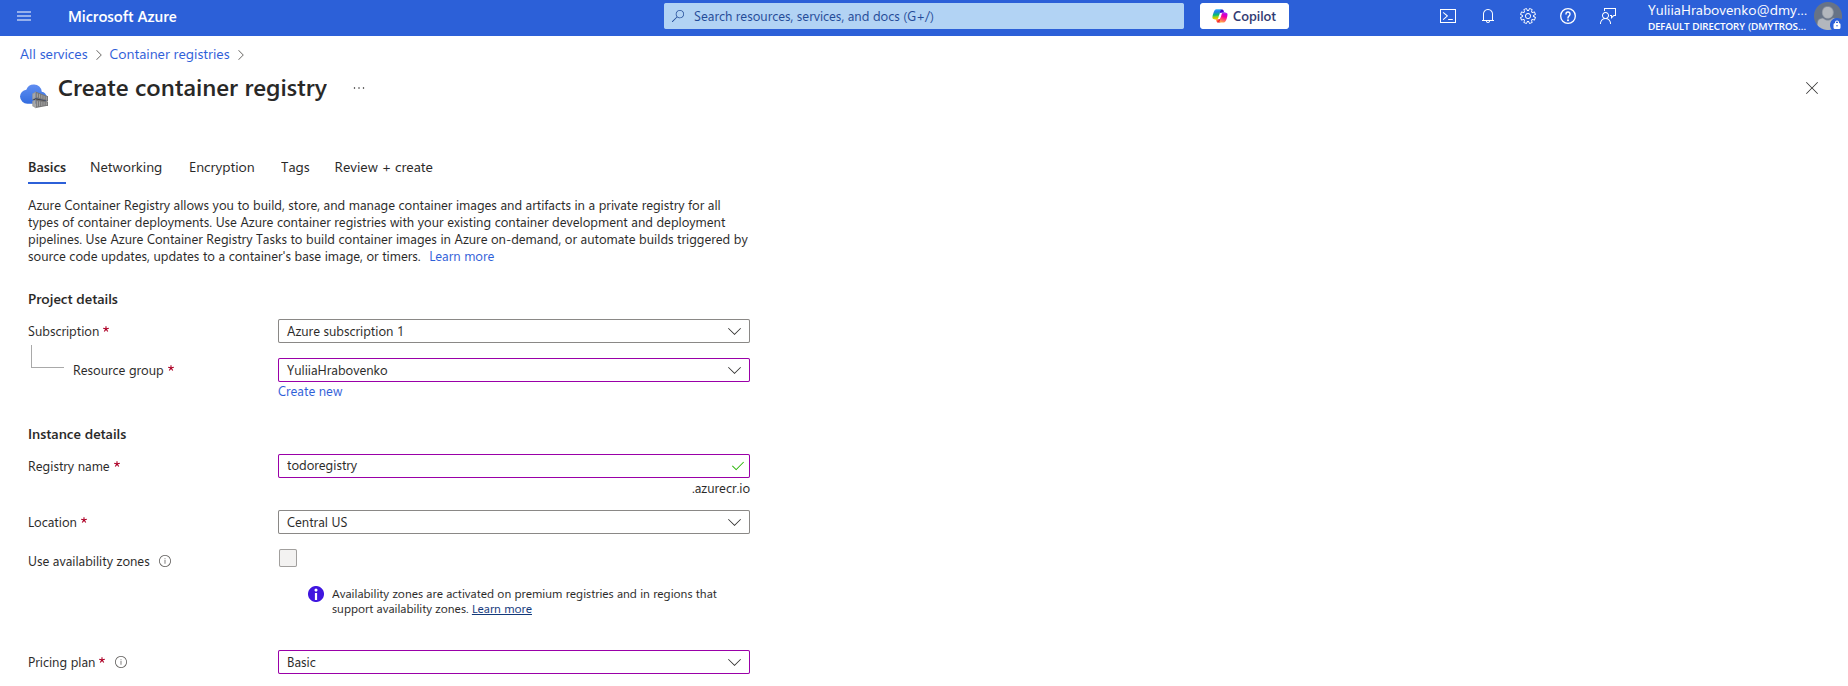 Microsoft Azure
Search resources, services, and docs (G+/)
Copilot
YuliiaHrabovenko@dmy...
DEFAULT DIRECTORY (DMYTROS...
All services > Container registries >
Create container registry ...
Basics Networking Encryption Tags Review + create
Azure Container Registry allows you to build, store, and manage container images and artifacts in a private registry for all
types of container deployments. Use Azure container registries with your existing container development and deployment
pipelines. Use Azure Container Registry Tasks to build container images in Azure on-demand, or automate builds triggered by
source code updates, updates to a container's base image, or timers. Learn more
Project details
Subscription * Azure subscription 1
Resource group * YuliiaHrabovenko
Create new
Instance details
Registry name * todoregistry
.azurecr.io
Location * Central US
Use availability zones
Availability zones are activated on premium registries and in regions that
support availability zones. Learn more
Pricing plan * Basic